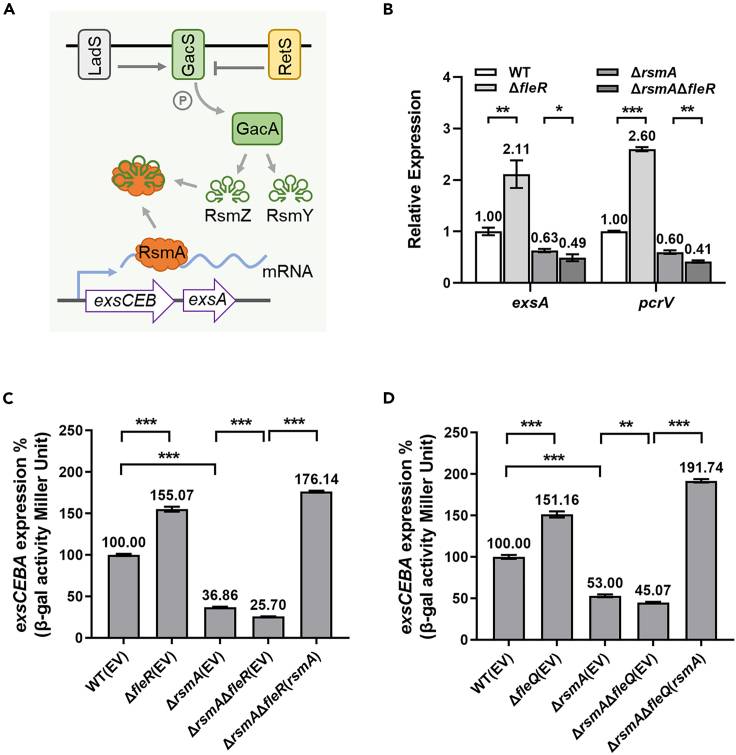 A
LadS
GacS
RetS
P
GacA
RsmZ
RsmY
RsmA
mRNA
exsCEB
exsA
B
WT
ΔfleR
ΔrsmA
ΔrsmAΔfleR
Relative Expression
4
3
2
1
0
**
*
***
**
1.00
2.11
0.63
0.49
1.00
2.60
0.60
0.41
exsA
pcrV
C
exsCEBA expression %
(β-gal activity Miller Unit)
250
200
150
100
50
0
***
***
***
***
100.00
155.07
36.86
25.70
176.14
WT(EV)
ΔfleR(EV)
ΔrsmA(EV)
ΔrsmAΔfleR(EV)
ΔrsmAΔfleR(rsmA)
D
exsCEBA expression %
(β-gal activity Miller Unit)
250
200
150
100
50
0
***
**
***
***
100.00
151.16
53.00
45.07
191.74
WT(EV)
ΔfleQ(EV)
ΔrsmA(EV)
ΔrsmAΔfleQ(EV)
ΔrsmAΔfleQ(rsmA)